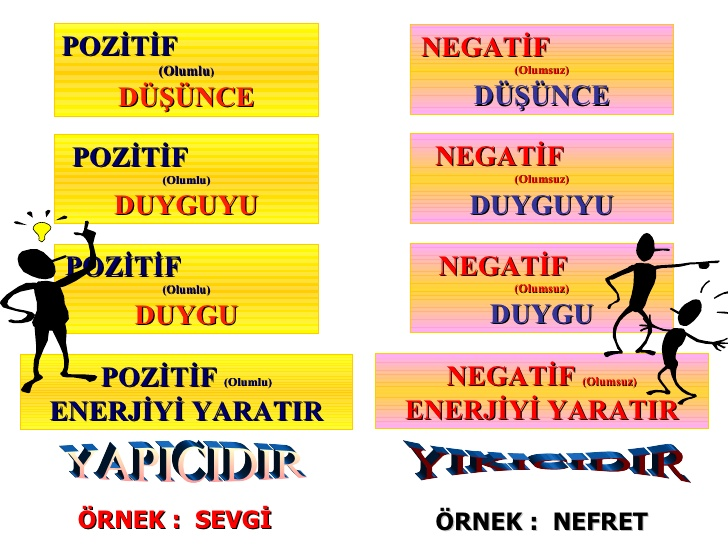 POZİTİF
(Olumlu)
DÜŞÜNCE
POZİTİF
(Olumlu)
DUYGUYU
POZİTİF
(Olumlu)
DUYGU
POZİTİF (Olumlu)
ENERJİYİ YARATIR
YAPICIDIR
ÖRNEK : SEVGİ
NEGATİF
(Olumsuz)
DÜŞÜNCE
NEGATİF
(Olumsuz)
DUYGUYU
NEGATİF
(Olumsuz)
DUYGU
NEGATİF (Olumsuz)
ENERJİYİ YARATIR
YIKICIDIR
ÖRNEK : NEFRET